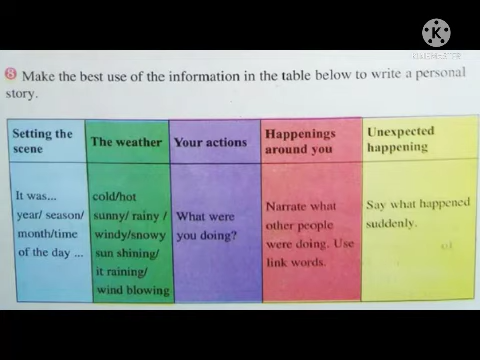 K
KINEMASTER
8 Make the best use of the information in the table below to write a personal
story.
Setting the
scene
The weather
Your actions
Happenings
around you
Unexpected
happening
It was...
year/ season/
month/time
of the day ...
cold/hot
sunny/ rainy /
windy/snowy
sun shining/
it raining/
wind blowing
What were
you doing?
Narrate what
other people
were doing. Use
link words.
Say what happened
suddenly.